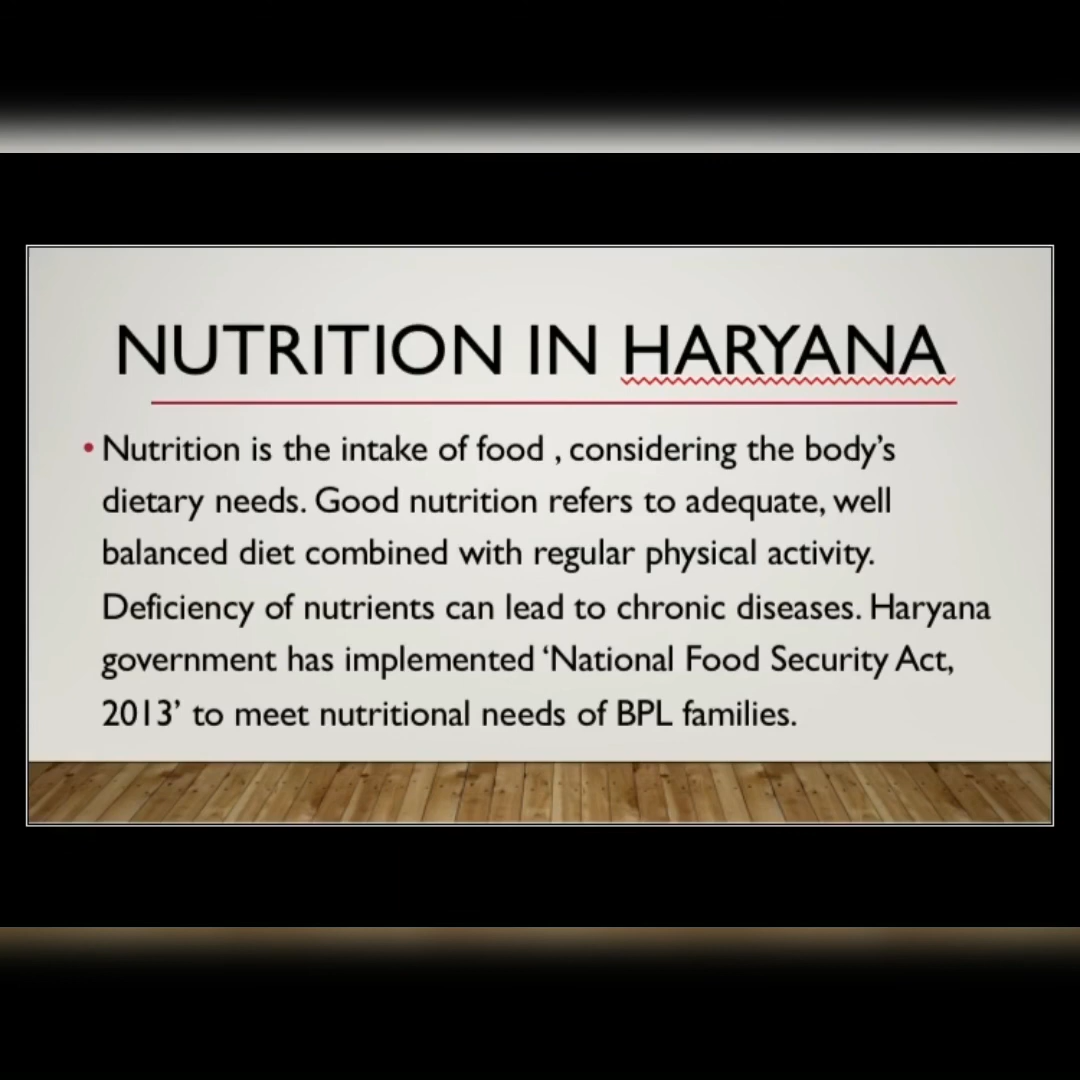 NUTRITION IN HARYANA
• Nutrition is the intake of food , considering the body’s
dietary needs. Good nutrition refers to adequate, well
balanced diet combined with regular physical activity.
Deficiency of nutrients can lead to chronic diseases. Haryana
government has implemented ‘National Food Security Act,
2013’ to meet nutritional needs of BPL families.